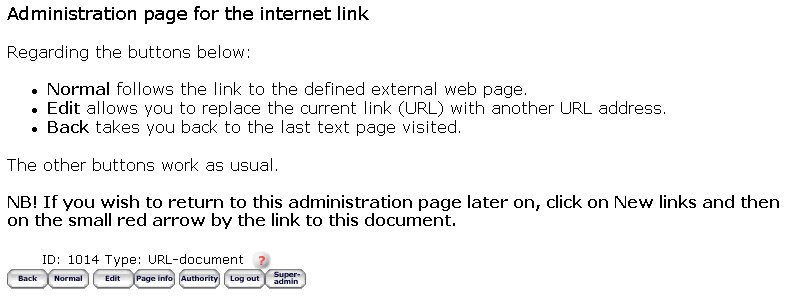 Administration page for the internet link
Regarding the buttons below:
Normal follows the link to the defined external web page.
Edit allows you to replace the current link (URL) with another URL address.
Back takes you back to the last text page visited.
The other buttons work as usual.
NB! If you wish to return to this administration page later on, click on New links and then
on the small red arrow by the link to this document.
ID: 1014 Type: URL-document ?
Back Normal Edit Page info Authority Log out Super-
admin